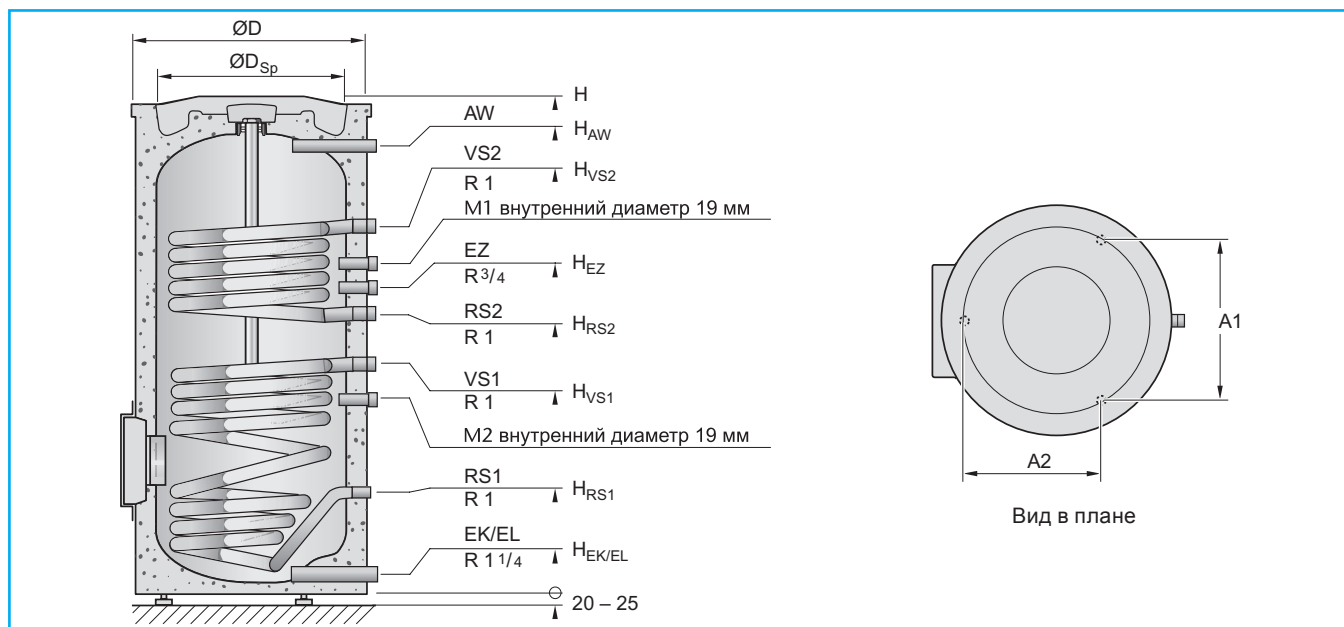 ØD
ØDSp
H
AW
HAW
VS2
R 1
HVS2
M1 внутренний диаметр 19 мм
EZ
R 3/4
HEZ
RS2
R 1
HRS2
VS1
R 1
HVS1
M2 внутренний диаметр 19 мм
RS1
R 1
HRS1
EK/EL
R 1 1/4
HEK/EL
20 – 25
A1
A2
Вид в плане